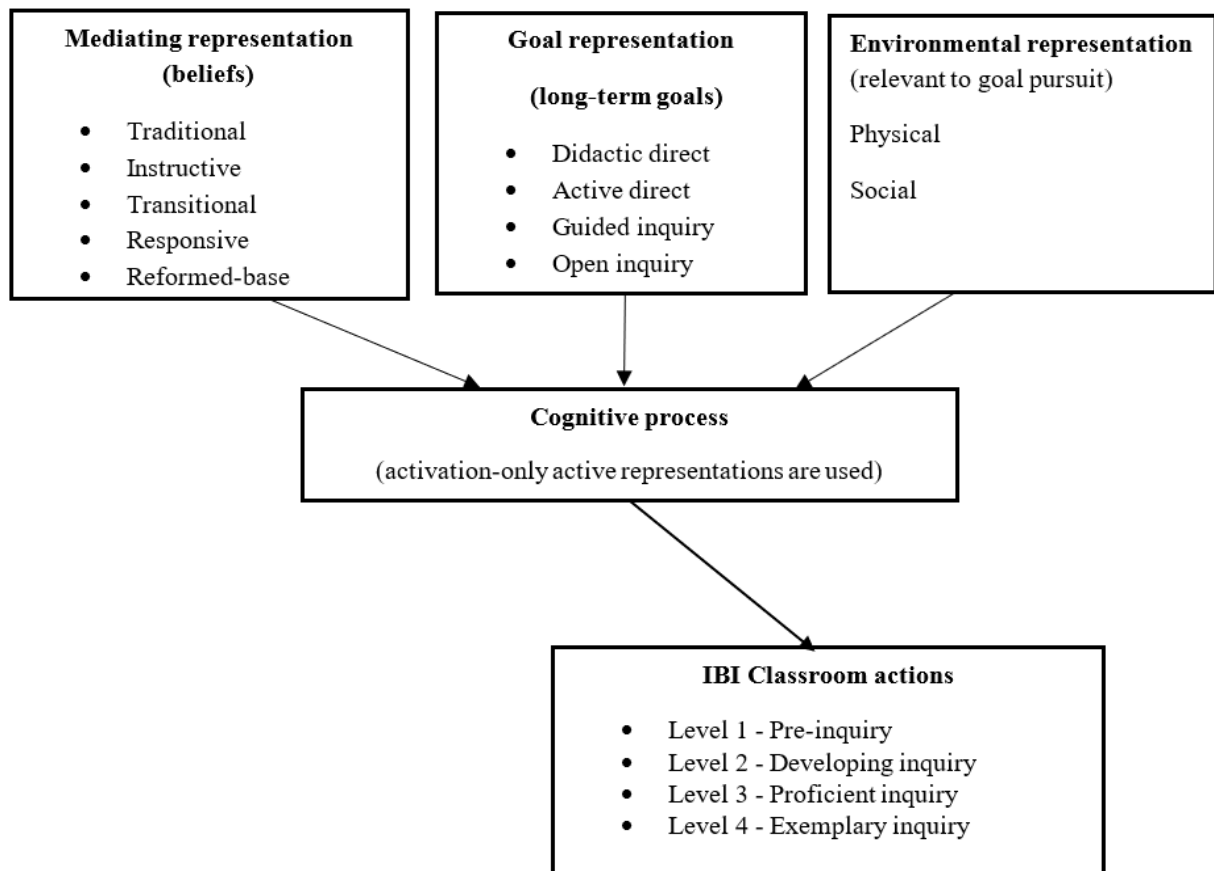 Mediating representation
(beliefs)
• Traditional
• Instructive
• Transitional
• Responsive
• Reformed-base
Goal representation
(long-term goals)
• Didactic direct
• Active direct
• Guided inquiry
• Open inquiry
Environmental representation
(relevant to goal pursuit)
Physical
Social
Cognitive process
(activation-only active representations are used)
IBI Classroom actions
• Level 1 - Pre-inquiry
• Level 2 - Developing inquiry
• Level 3 - Proficient inquiry
• Level 4 - Exemplary inquiry